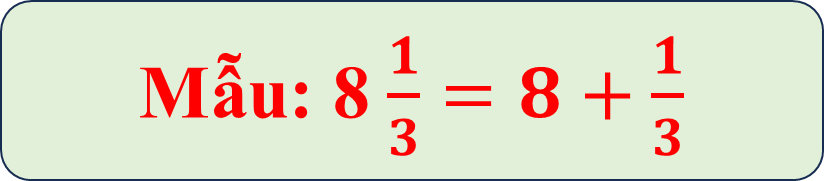 Mẫu: 8 1/3 = 8 + 1/3